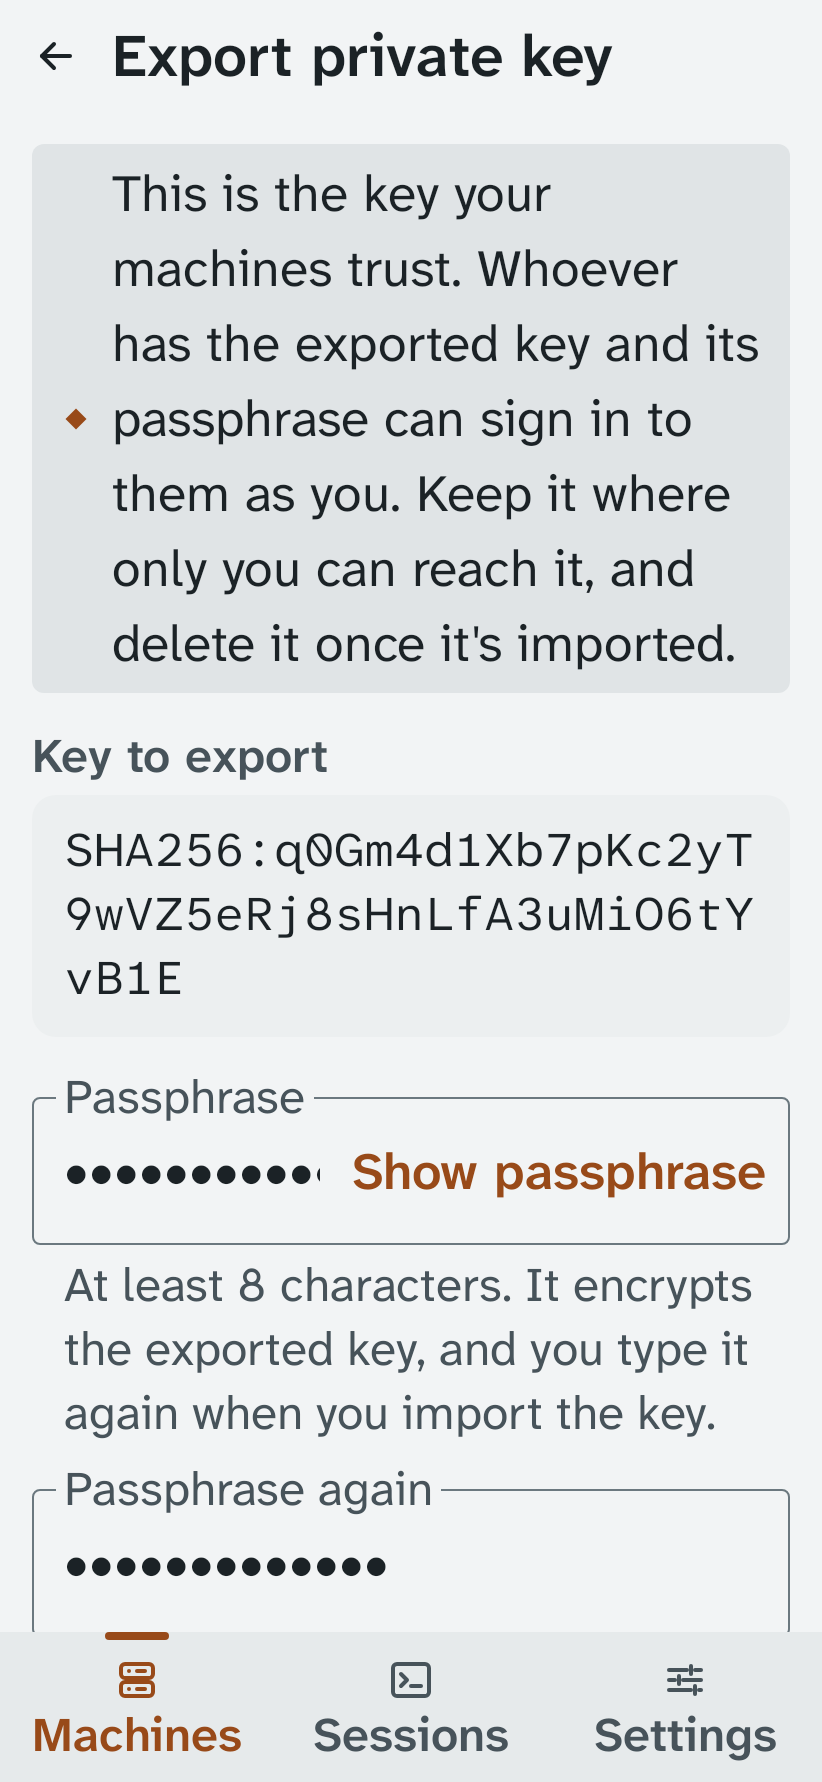 Export private key
This is the key your
machines trust. Whoever
has the exported key and its
passphrase can sign in to
them as you. Keep it where
only you can reach it, and
delete it once it's imported.
Key to export
SHA256:q0Gm4d1Xb7pKc2yT
9wVZ5eRj8sHnLfA3uMiO6tY
vB1E
Passphrase
••••••••••• Show passphrase
At least 8 characters. It encrypts
the exported key, and you type it
again when you import the key.
Passphrase again
•••••••••••••
Machines Sessions Settings